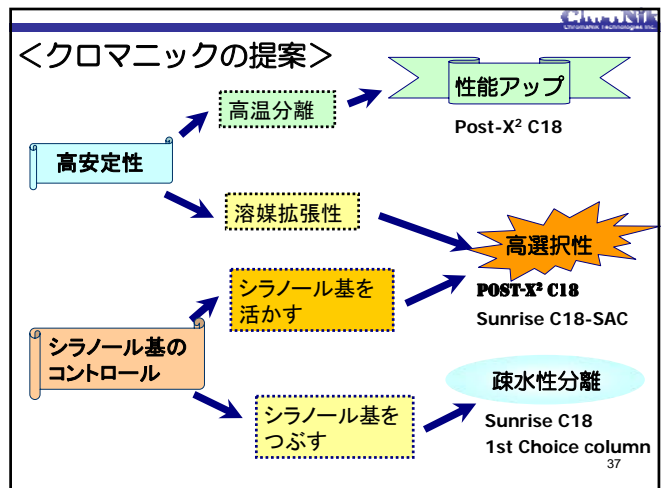 ChromaNik
ChromaNik Technologies Inc.
＜クロマニックの提案＞
性能アップ
高温分離
Post-X² C18
高安定性
溶媒拡張性
高選択性
シラノール基を
活かす
POST-X² C18
Sunrise C18-SAC
シラノール基の
コントロール
疎水性分離
シラノール基を
つぶす
Sunrise C18
1st Choice column
37